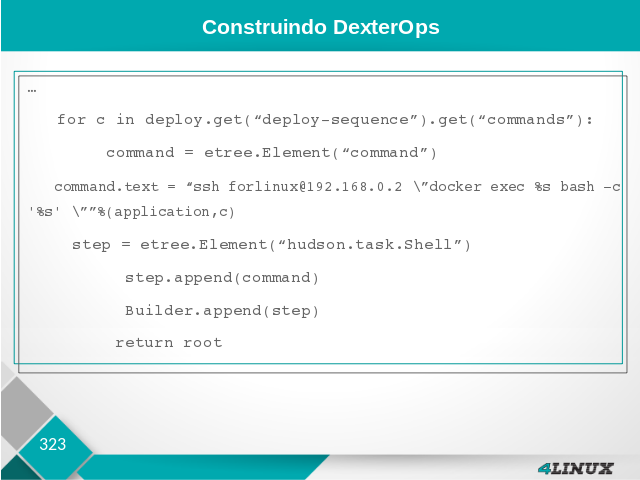 Construindo DexterOps
…
for c in deploy.get(“deploy-sequence”).get(“commands”):
command = etree.Element(“command”)
command.text = “ssh forlinux@192.168.0.2 \”docker exec %s bash -c
'%s' \””%(application,c)
step = etree.Element(“hudson.task.Shell”)
step.append(command)
Builder.append(step)
return root
323
4LINUX